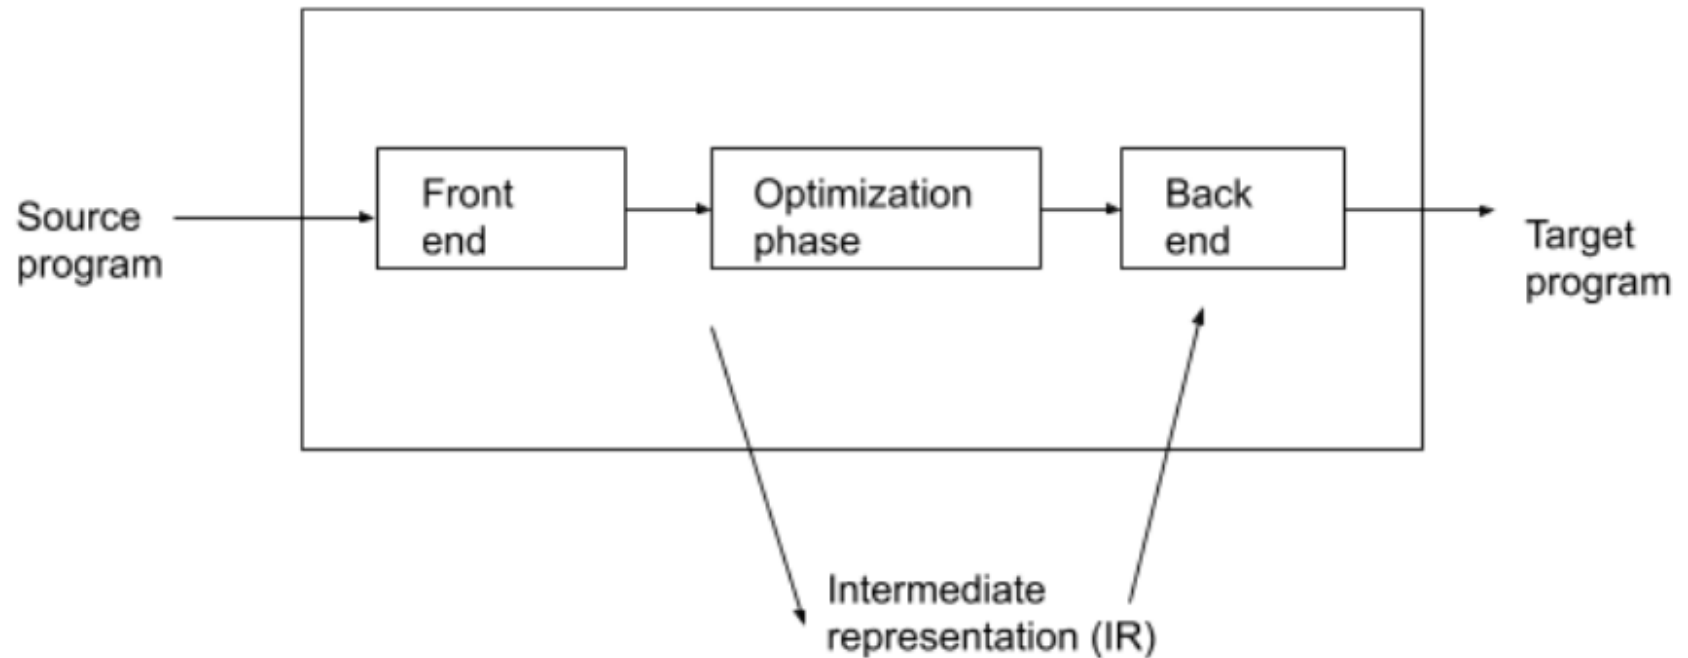 Source
program
Front
end
Optimization
phase
Back
end
Target
program
Intermediate
representation (IR)